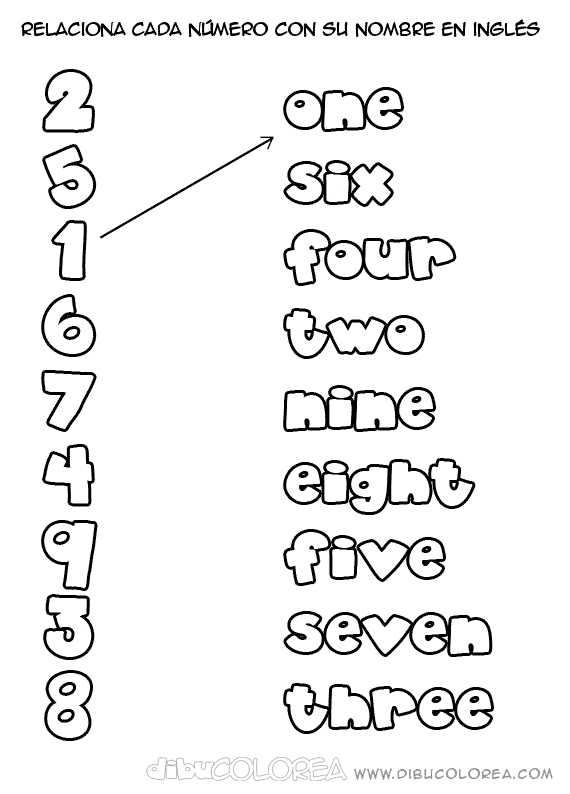 RELACIONA CADA NÚMERO CON SU NOMBRE EN INGLÉS
2 one
5 six
1 four
6 two
7 nine
4 eight
9 five
3 seven
8 three
dibuCOLOREA WWW.DIBUCOLOREA.COM